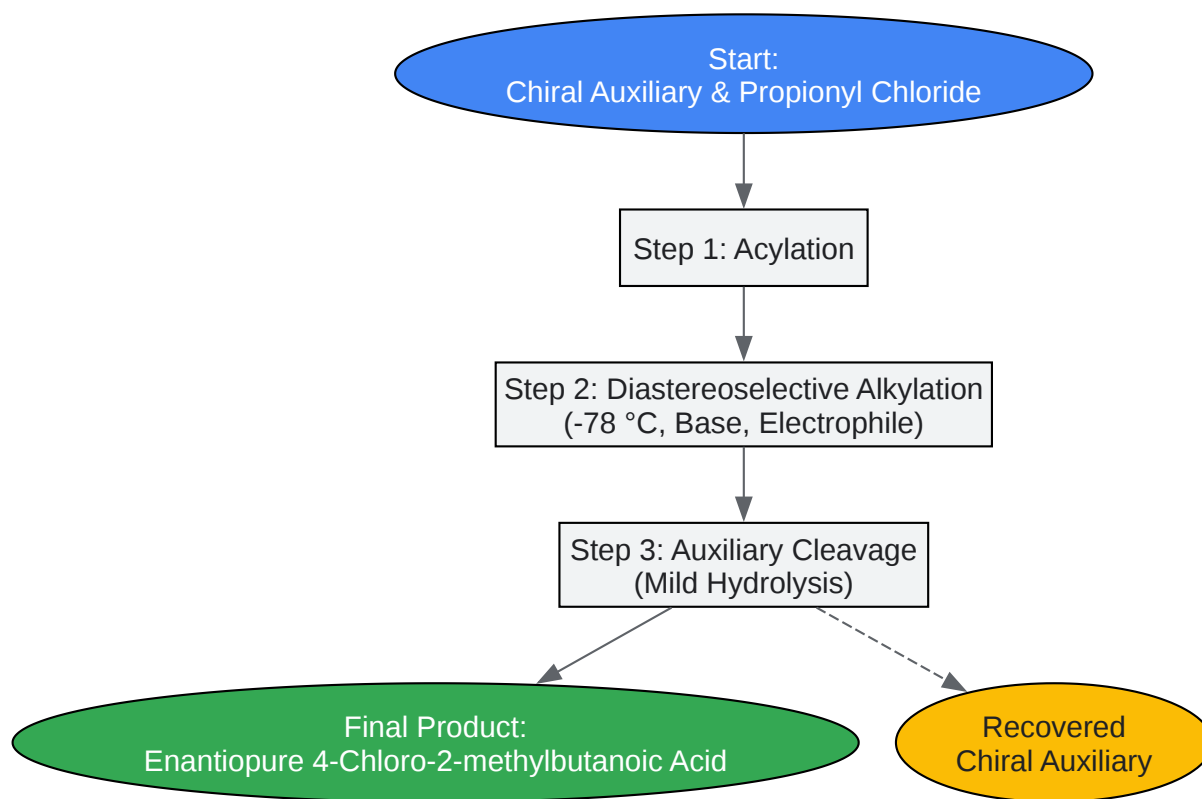 Start:
Chiral Auxiliary & Propionyl Chloride
Step 1: Acylation
Step 2: Diastereoselective Alkylation
(-78 °C, Base, Electrophile)
Step 3: Auxiliary Cleavage
(Mild Hydrolysis)
Final Product:
Enantiopure 4-Chloro-2-methylbutanoic Acid
Recovered
Chiral Auxiliary